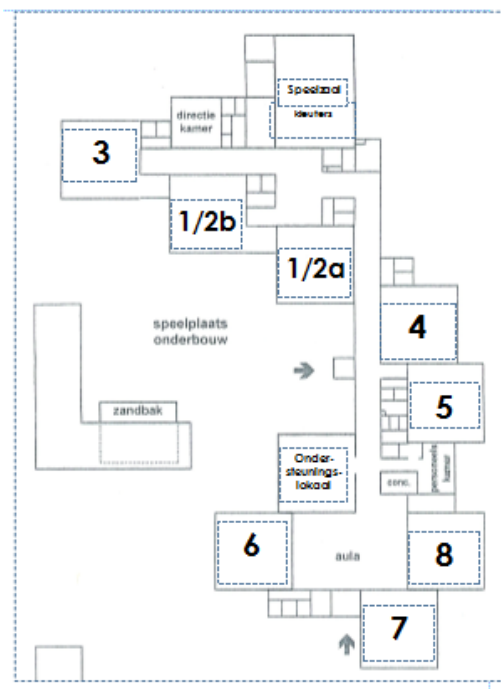 Speelzaal
kleuters
directie
kamer
3
1/2b
1/2a
4
speelplaats
onderbouw
5
zandbak
Onder-
steunings-
lokaal
personeels
kamer
conc.
6
aula
8
7